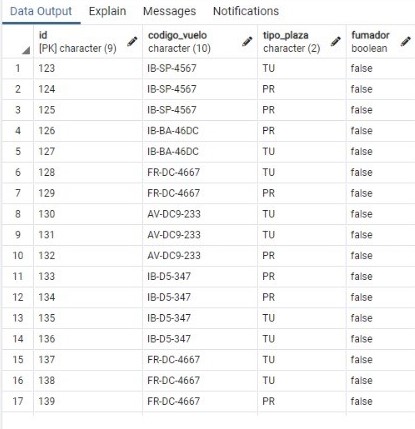 Data Output Explain Messages Notifications
id codigo_vuelo tipo_plaza fumador
[PK] character (9) character (10) character (2) boolean
1 123 IB-SP-4567 TU false
2 124 IB-SP-4567 PR false
3 125 IB-SP-4567 PR false
4 126 IB-BA-46DC PR false
5 127 IB-BA-46DC TU false
6 128 FR-DC-4667 TU false
7 129 FR-DC-4667 PR false
8 130 AV-DC9-233 TU false
9 131 AV-DC9-233 TU false
10 132 AV-DC9-233 PR false
11 133 IB-D5-347 PR false
12 134 IB-D5-347 PR false
13 135 IB-D5-347 TU false
14 136 IB-D5-347 TU false
15 137 FR-DC-4667 TU false
16 138 FR-DC-4667 TU false
17 139 FR-DC-4667 PR false